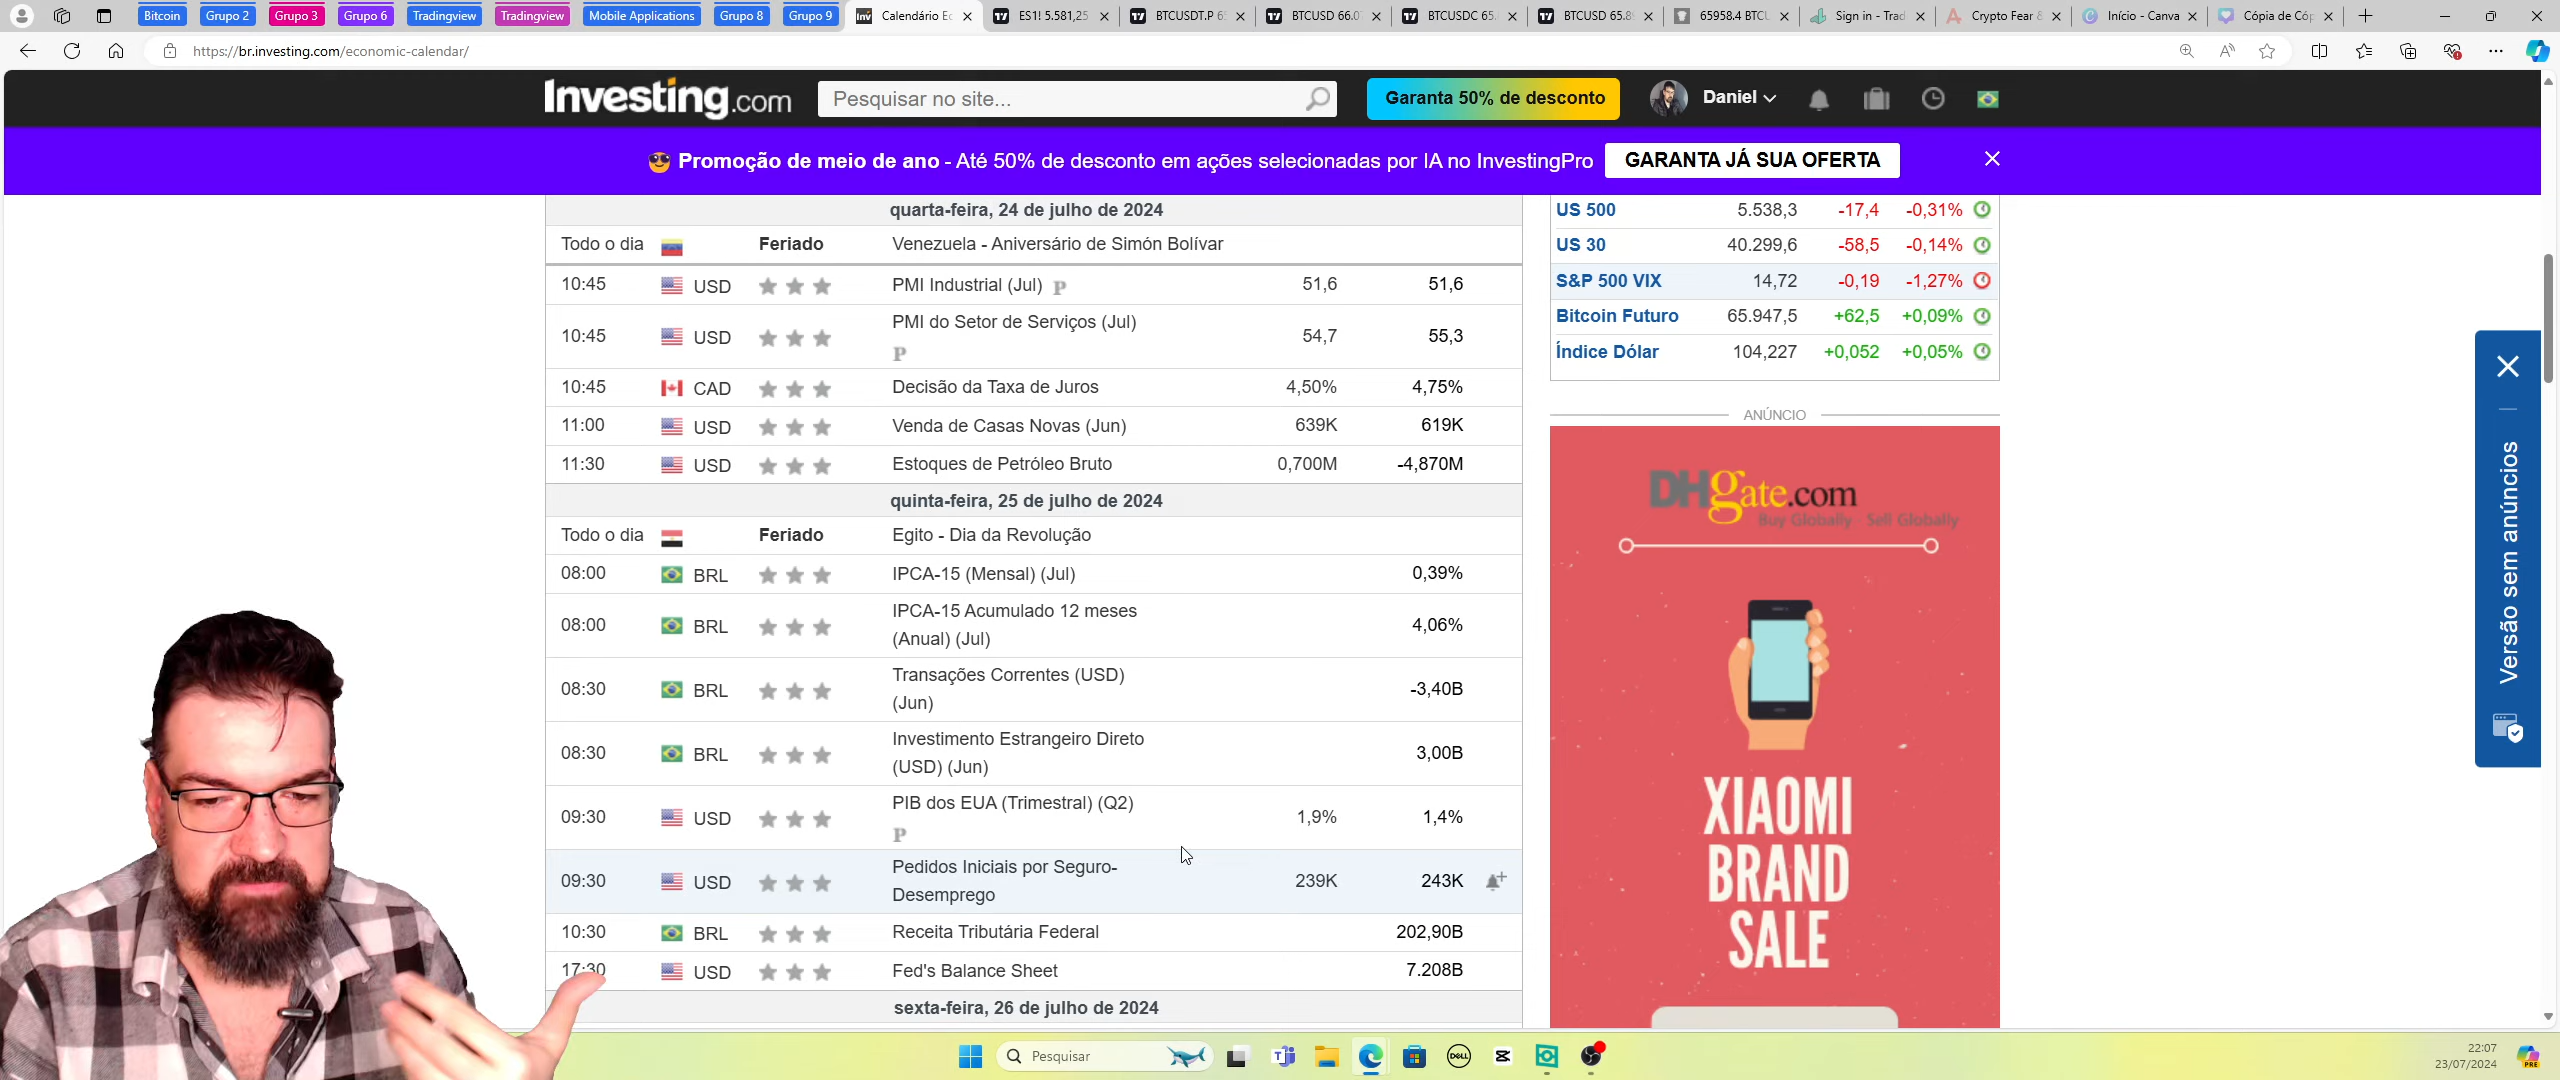 Bitcoin Grupo 2 Grupo 3 Grupo 6 Tradingview Tradingview Mobile Applications Grupo 8 Grupo 9 Calendário Ec ES1! 5.581,25 BTCUSDT.P BTCUSD 66.0 BTCUSDC 65. BTCUSD 65.8 65958.4 BTCU Sign in - Trad Crypto Fear & Início - Canva Cópia de Cóp
https://br.investing.com/economic-calendar/
Investing.com Pesquisar no site... Garanta 50% de desconto Daniel
Promoção de meio de ano - Até 50% de desconto em ações selecionadas por IA no InvestingPro GARANTA JÁ SUA OFERTA
quarta-feira, 24 de julho de 2024
Todo o dia Feriado Venezuela - Aniversário de Simón Bolívar
10:45 USD PMI Industrial (Jul) P 51,6 51,6
10:45 USD PMI do Setor de Serviços (Jul) 54,7 55,3
P
10:45 CAD Decisão da Taxa de Juros 4,50% 4,75%
11:00 USD Venda de Casas Novas (Jun) 639K 619K
11:30 USD Estoques de Petróleo Bruto 0,700M -4,870M
quinta-feira, 25 de julho de 2024
Todo o dia Feriado Egito - Dia da Revolução
08:00 BRL IPCA-15 (Mensal) (Jul) 0,39%
08:00 BRL IPCA-15 Acumulado 12 meses 4,06%
(Anual) (Jul)
08:30 BRL Transações Correntes (USD) -3,40B
(Jun)
08:30 BRL Investimento Estrangeiro Direto 3,00B
(USD) (Jun)
09:30 USD PIB dos EUA (Trimestral) (Q2) 1,9% 1,4%
P
09:30 USD Pedidos Iniciais por Seguro- 239K 243K
Desemprego
10:30 BRL Receita Tributária Federal 202,90B
17:30 USD Fed's Balance Sheet 7.208B
sexta-feira, 26 de julho de 2024
US 500 5.538,3 -17,4 -0,31%
US 30 40.299,6 -58,5 -0,14%
S&P 500 VIX 14,72 -0,19 -1,27%
Bitcoin Futuro 65.947,5 +62,5 +0,09%
Índice Dólar 104,227 +0,052 +0,05%
ANÚNCIO
DHgate.com
Buy Globally - Sell Globally
XIAOMI
BRAND
SALE
Versão sem anúncios
Pesquisar
DELL
22:07
23/07/2024
PRE